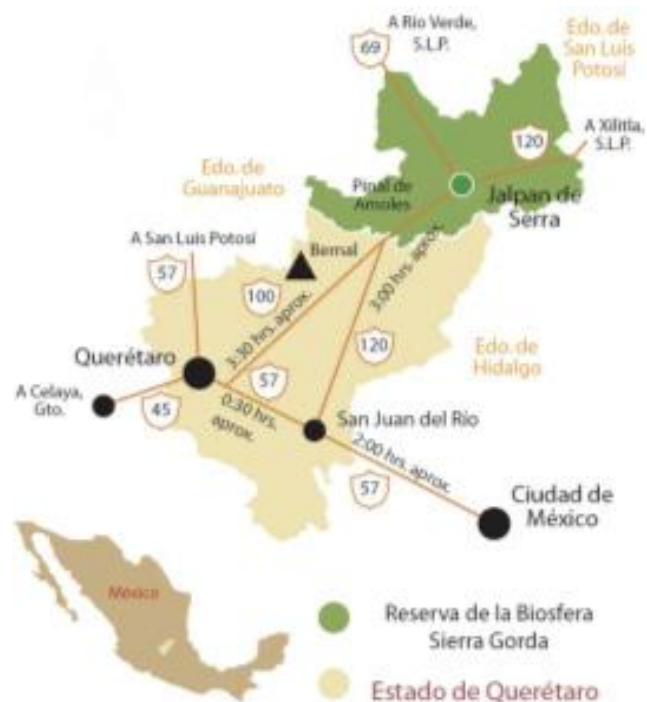 A Río Verde,
S.L.P.
69
Edo. de
San Luis
Potosí
A Xilitla,
S.L.P.
120
Edo. de
Guanajuato
Pinal de
Amoles
Jalpan de
Serra
A San Luis Potosí
57
Bernal
100
3:30 hrs. aprox.
3:00 hrs. aprox.
120
Querétaro
57
Edo. de
Hidalgo
A Celaya,
Gto.
45
0:30 hrs.
aprox.
San Juan del Río
2:00 hrs. aprox.
57
Ciudad de
México
México
Reserva de la Biosfera
Sierra Gorda
Estado de Querétaro